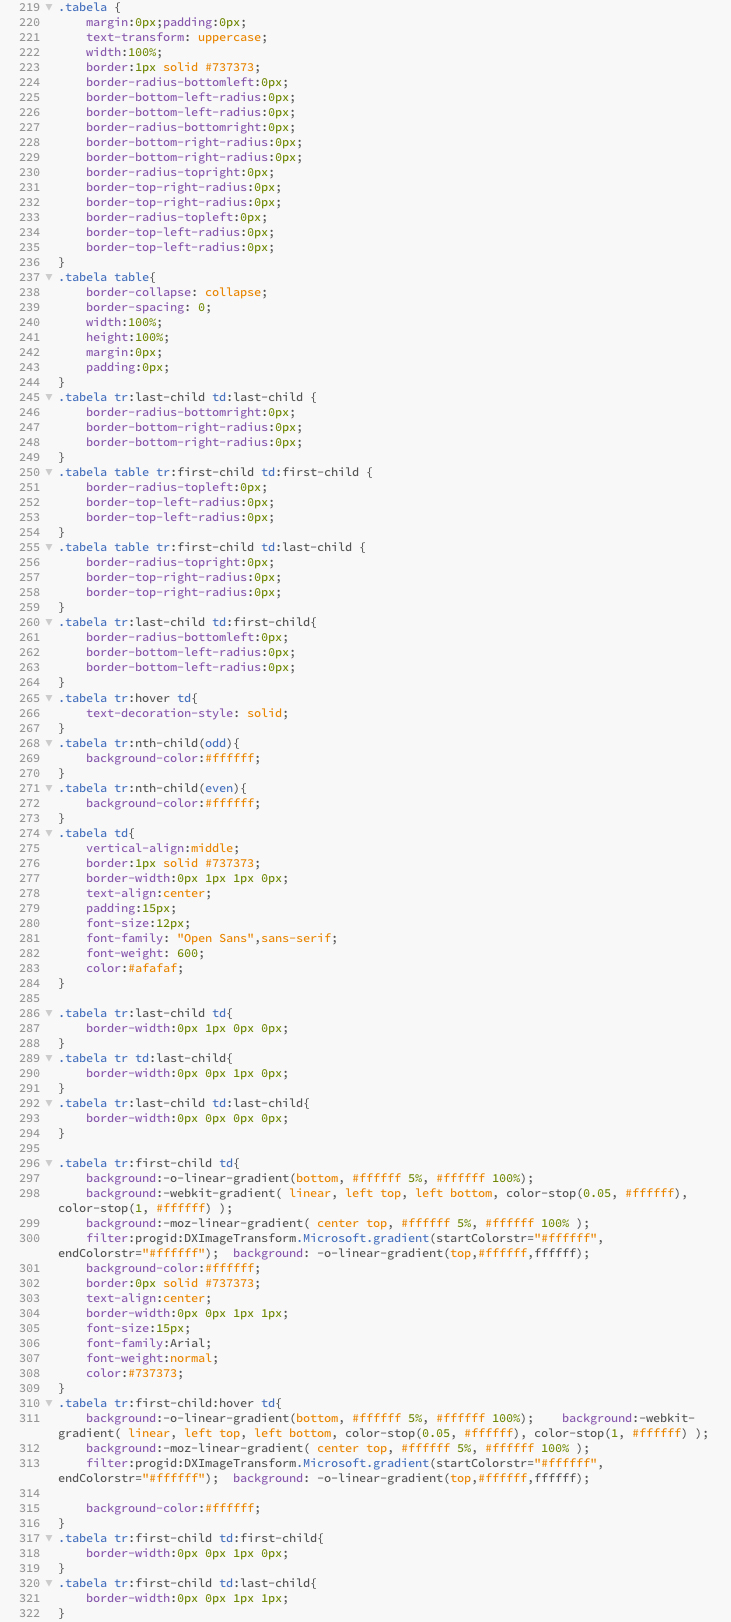 219 ▼ .tabela {
220 margin:0px;padding:0px;
221 text-transform: uppercase;
222 width:100%;
223 border:1px solid #737373;
224 border-radius-bottomleft:0px;
225 border-bottom-left-radius:0px;
226 border-bottom-left-radius:0px;
227 border-radius-bottomright:0px;
228 border-bottom-right-radius:0px;
229 border-bottom-right-radius:0px;
230 border-radius-topright:0px;
231 border-top-right-radius:0px;
232 border-top-right-radius:0px;
233 border-radius-topleft:0px;
234 border-top-left-radius:0px;
235 border-top-left-radius:0px;
236 }
237 ▼ .tabela table{
238 border-collapse: collapse;
239 border-spacing: 0;
240 width:100%;
241 height:100%;
242 margin:0px;
243 padding:0px;
244 }
245 ▼ .tabela tr:last-child td:last-child {
246 border-radius-bottomright:0px;
247 border-bottom-right-radius:0px;
248 border-bottom-right-radius:0px;
249 }
250 ▼ .tabela table tr:first-child td:first-child {
251 border-radius-topleft:0px;
252 border-top-left-radius:0px;
253 border-top-left-radius:0px;
254 }
255 ▼ .tabela table tr:first-child td:last-child {
256 border-radius-topright:0px;
257 border-top-right-radius:0px;
258 border-top-right-radius:0px;
259 }
260 ▼ .tabela tr:last-child td:first-child{
261 border-radius-bottomleft:0px;
262 border-bottom-left-radius:0px;
263 border-bottom-left-radius:0px;
264 }
265 ▼ .tabela tr:hover td{
266 text-decoration-style: solid;
267 }
268 ▼ .tabela tr:nth-child(odd){
269 background-color:#ffffff;
270 }
271 ▼ .tabela tr:nth-child(even){
272 background-color:#ffffff;
273 }
274 ▼ .tabela td{
275 vertical-align:middle;
276 border:1px solid #737373;
277 border-width:0px 1px 1px 0px;
278 text-align:center;
279 padding:15px;
280 font-size:12px;
281 font-family: "Open Sans",sans-serif;
282 font-weight: 600;
283 color:#afafaf;
284 }
285
286 ▼ .tabela tr:last-child td{
287 border-width:0px 1px 0px 0px;
288 }
289 ▼ .tabela tr td:last-child{
290 border-width:0px 0px 1px 0px;
291 }
292 ▼ .tabela tr:last-child td:last-child{
293 border-width:0px 0px 0px 0px;
294 }
295
296 ▼ .tabela tr:first-child td{
297 background:-o-linear-gradient(bottom, #ffffff 5%, #ffffff 100%);
298 background:-webkit-gradient( linear, left top, left bottom, color-stop(0.05, #ffffff),
color-stop(1, #ffffff) );
299 background:-moz-linear-gradient( center top, #ffffff 5%, #ffffff 100% );
300 filter:progid:DXImageTransform.Microsoft.gradient(startColorstr="#ffffff",
endColorstr="#ffffff"); background: -o-linear-gradient(top,#ffffff,ffffff);
301 background-color:#ffffff;
302 border:0px solid #737373;
303 text-align:center;
304 border-width:0px 0px 1px 1px;
305 font-size:15px;
306 font-family:Arial;
307 font-weight:normal;
308 color:#737373;
309 }
310 ▼ .tabela tr:first-child:hover td{
311 background:-o-linear-gradient(bottom, #ffffff 5%, #ffffff 100%); background:-webkit-
gradient( linear, left top, left bottom, color-stop(0.05, #ffffff), color-stop(1, #ffffff) );
312 background:-moz-linear-gradient( center top, #ffffff 5%, #ffffff 100% );
313 filter:progid:DXImageTransform.Microsoft.gradient(startColorstr="#ffffff",
endColorstr="#ffffff"); background: -o-linear-gradient(top,#ffffff,ffffff);
314
315 background-color:#ffffff;
316 }
317 ▼ .tabela tr:first-child td:first-child{
318 border-width:0px 0px 1px 0px;
319 }
320 ▼ .tabela tr:first-child td:last-child{
321 border-width:0px 0px 1px 1px;
322 }